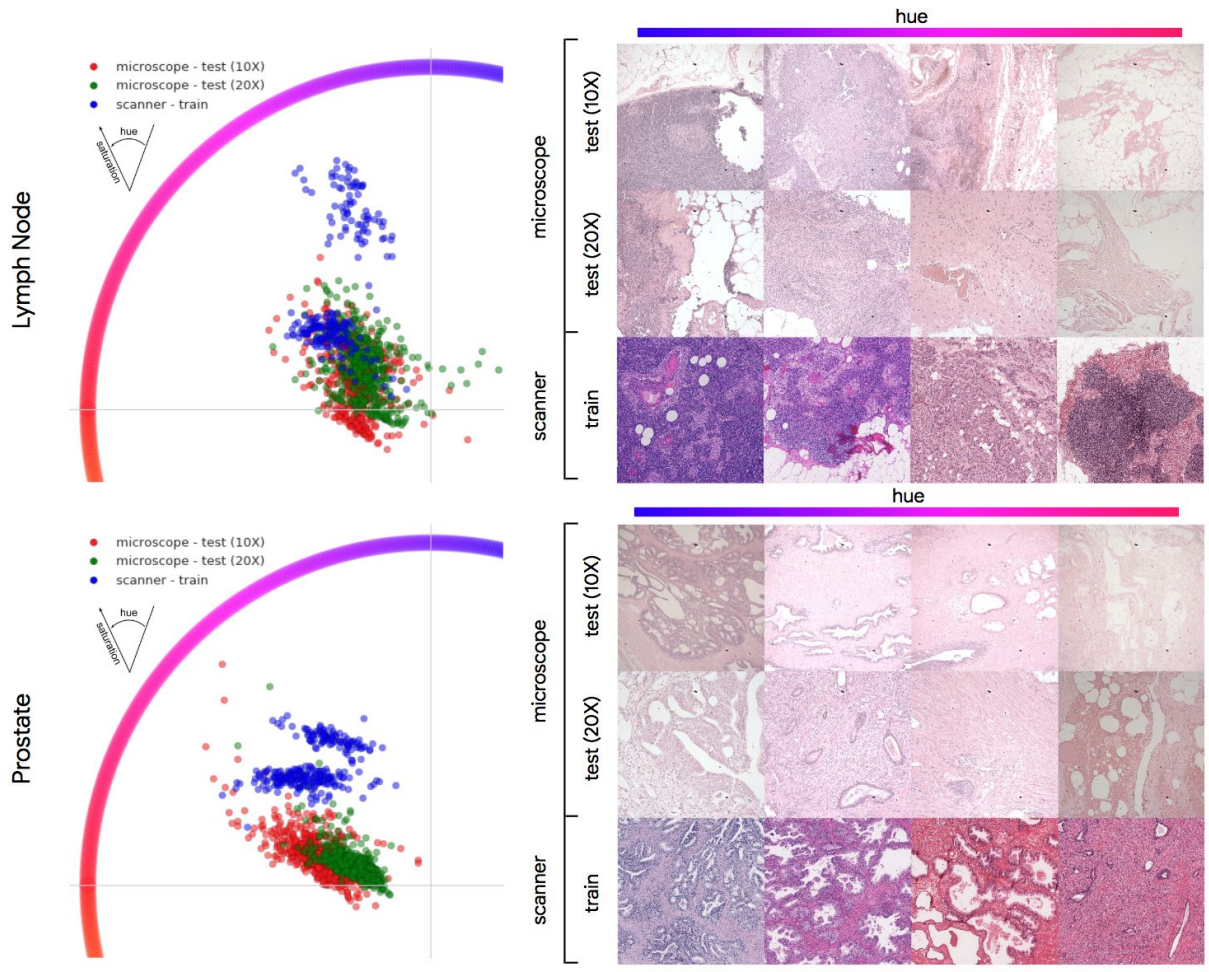 Lymph Node
microscope - test (10X)
microscope - test (20X)
scanner - train
hue
saturation
hue
microscope
scanner
test (10X)
test (20X)
train
Prostate
microscope - test (10X)
microscope - test (20X)
scanner - train
hue
saturation
hue
microscope
scanner
test (10X)
test (20X)
train